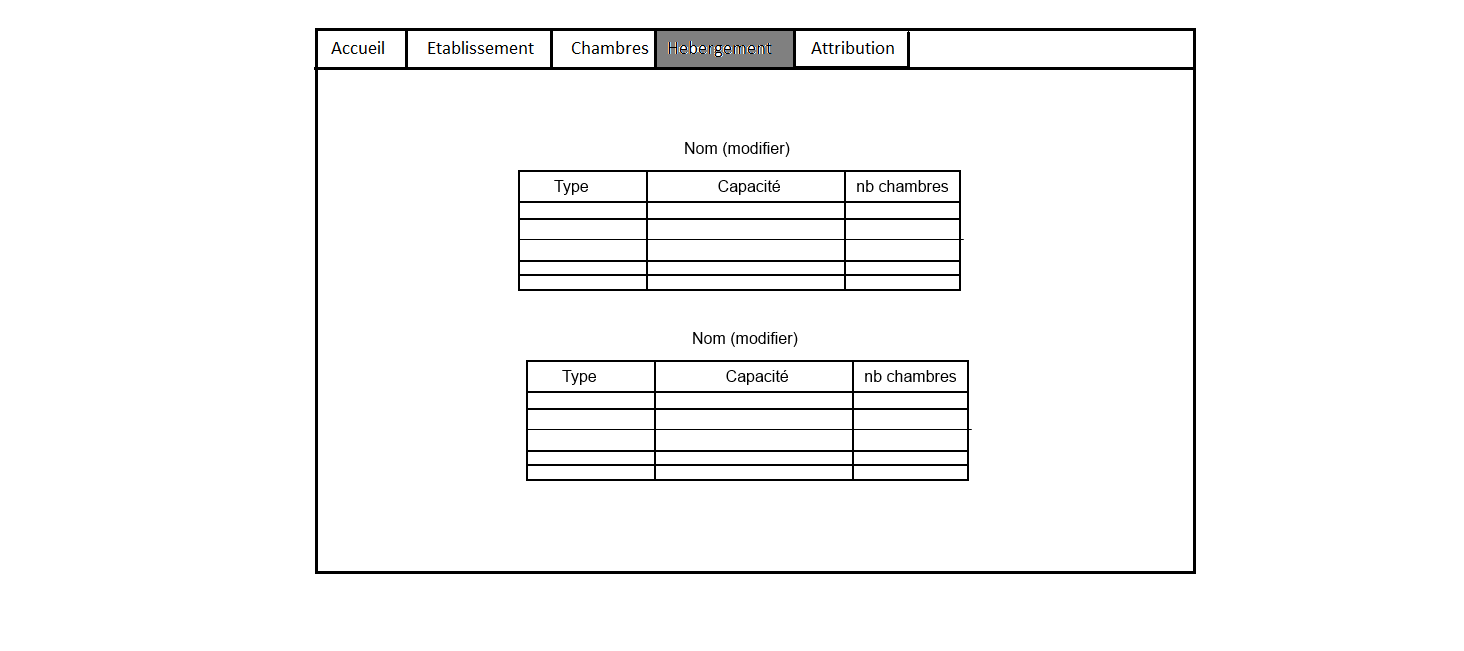 Accueil Etablissement Chambres Hebergement Attribution
Nom (modifier)
Type Capacité nb chambres
Nom (modifier)
Type Capacité nb chambres